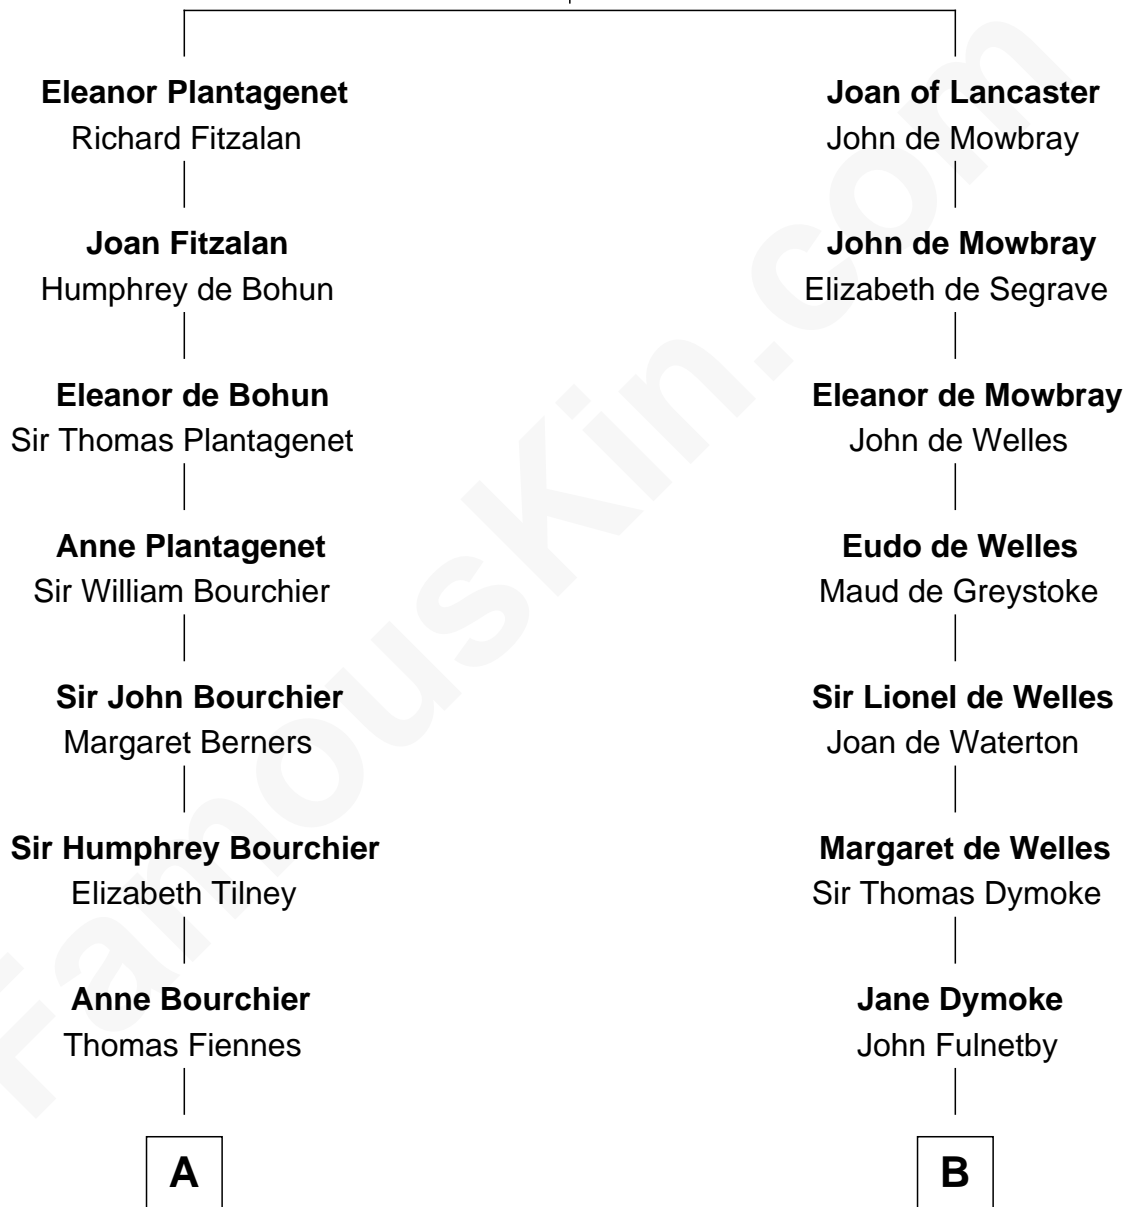 Eleanor Plantagenet
Richard Fitzalan
Joan Fitzalan
Humphrey de Bohun
Eleanor de Bohun
Sir Thomas Plantagenet
Anne Plantagenet
Sir William Bourchier
Sir John Bourchier
Margaret Berners
Sir Humphrey Bourchier
Elizabeth Tilney
Anne Bourchier
Thomas Fiennes
A
Joan of Lancaster
John de Mowbray
John de Mowbray
Elizabeth de Segrave
Eleanor de Mowbray
John de Welles
Eudo de Welles
Maud de Greystoke
Sir Lionel de Welles
Joan de Waterton
Margaret de Welles
Sir Thomas Dymoke
Jane Dymoke
John Fulnetby
B
FamousKin.com